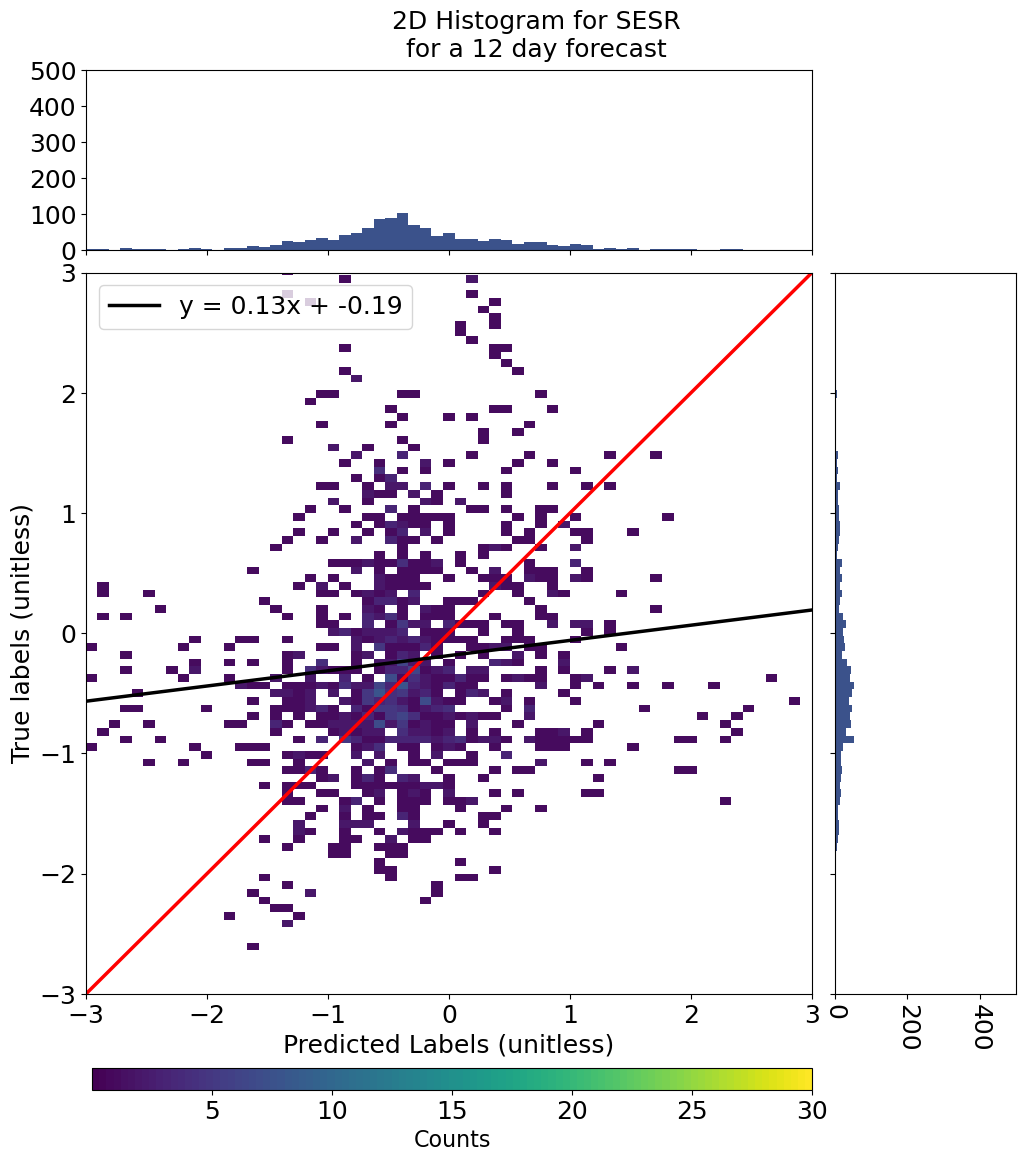 2D Histogram for SESR
for a 12 day forecast
500
400
300
200
100
0
y = 0.13x + -0.19
True labels (unitless)
3
2
1
0
−1
−2
−3
−3 −2 −1 0 1 2 3
Predicted Labels (unitless)
0 200 400
5 10 15 20 25 30
Counts